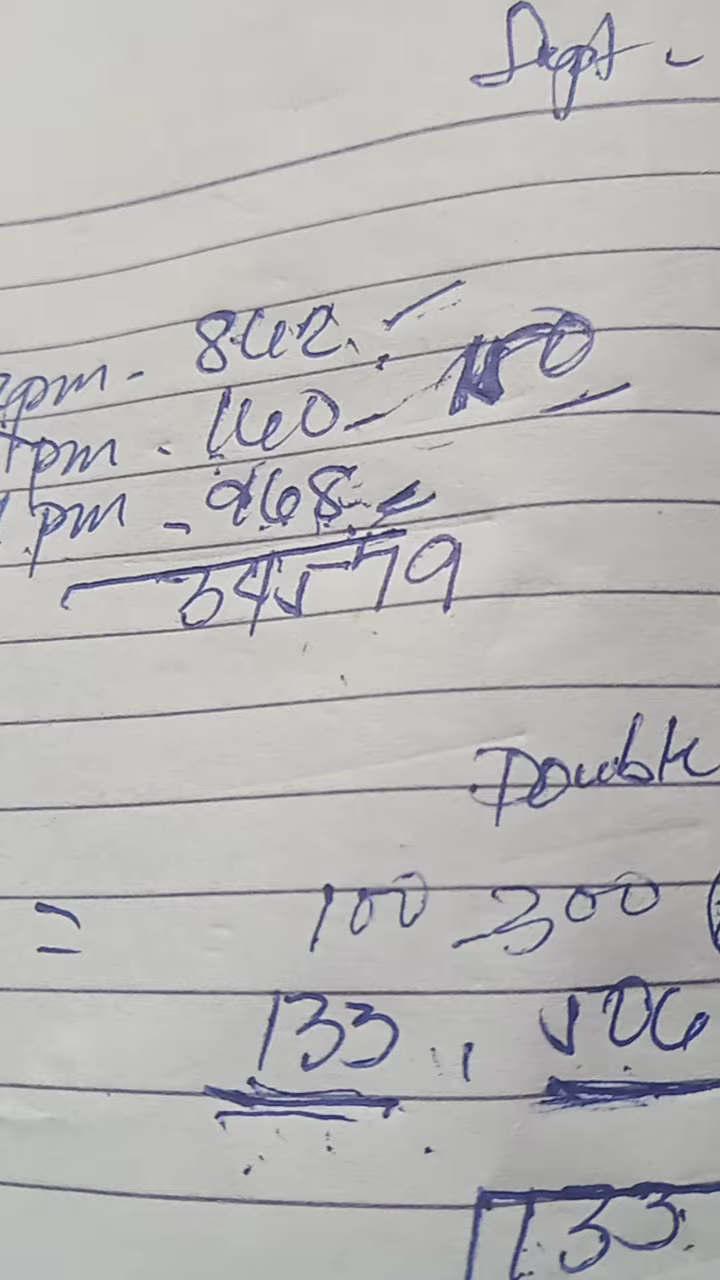 Sept -
pm - 842
pm - 140 - 150
pm - 968
34579
Double
= 100 - 300
133,, 506
133